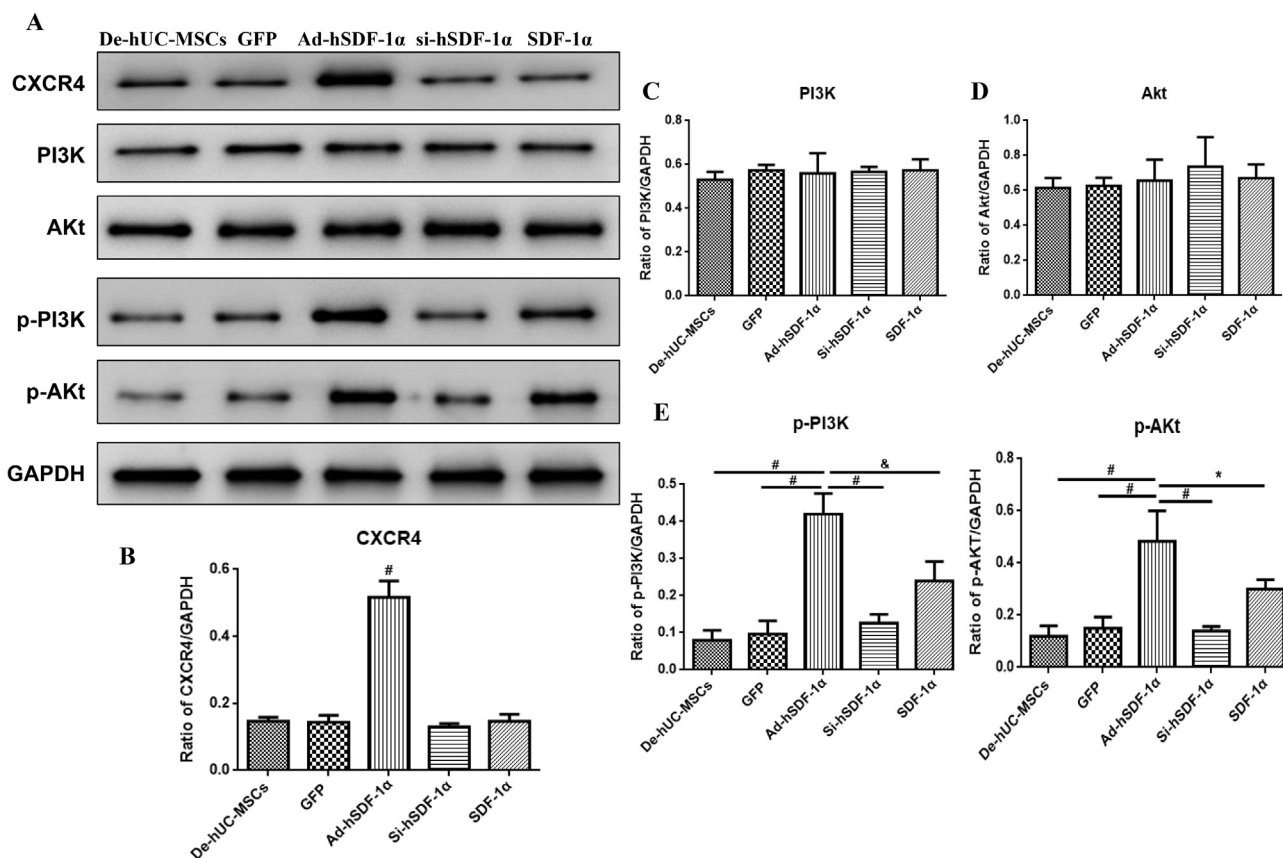 A
De-hUC-MSCs GFP Ad-hSDF-1α si-hSDF-1α SDF-1α
CXCR4
PI3K
AKt
p-PI3K
p-AKt
GAPDH
B
CXCR4
Ratio of CXCR4/GAPDH
0.6
0.4
0.2
0.0
#
De-hUC-MSCs
GFP
Ad-hSDF-1α
Si-hSDF-1α
SDF-1α
C
PI3K
Ratio of PI3K/GAPDH
0.8
0.6
0.4
0.2
0.0
De-hUC-MSCs
GFP
Ad-hSDF-1α
Si-hSDF-1α
SDF-1α
D
Akt
Ratio of Akt/GAPDH
1.0
0.8
0.6
0.4
0.2
0.0
De-hUC-MSCs
GFP
Ad-hSDF-1α
Si-hSDF-1α
SDF-1α
E
p-PI3K
Ratio of p-PI3K/GAPDH
0.5
0.4
0.3
0.2
0.1
0.0
# &
# #
De-hUC-MSCs
GFP
Ad-hSDF-1α
Si-hSDF-1α
SDF-1α
p-AKt
Ratio of p-AKT/GAPDH
0.8
0.6
0.4
0.2
0.0
# *
# #
De-hUC-MSCs
GFP
Ad-hSDF-1α
Si-hSDF-1α
SDF-1α